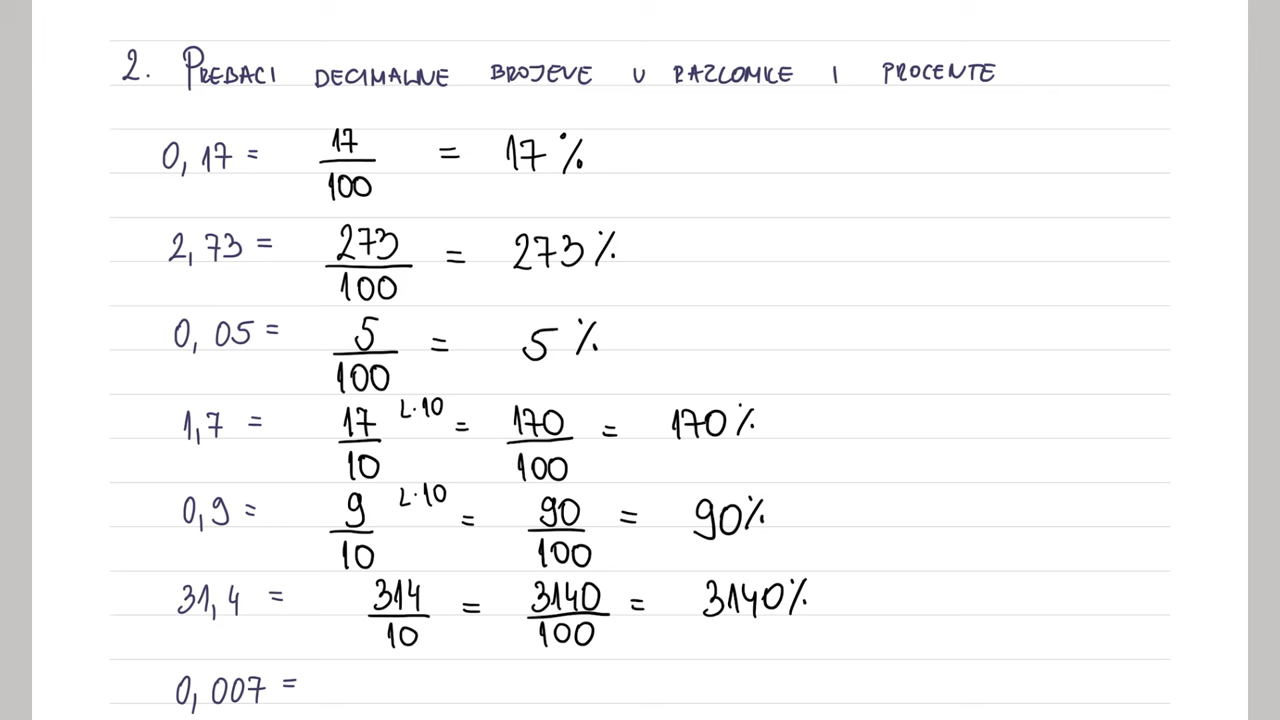 2. PREBACI DECIMALNE BROJEVE U RAZLOMKE I PROCENTE
0,17 = 17/100 = 17%
2,73 = 273/100 = 273%
0,05 = 5/100 = 5%
1,7 = 17/10 L·10 = 170/100 = 170%
0,9 = 9/10 L·10 = 90/100 = 90%
31,4 = 314/10 = 3140/100 = 3140%
0,007 =